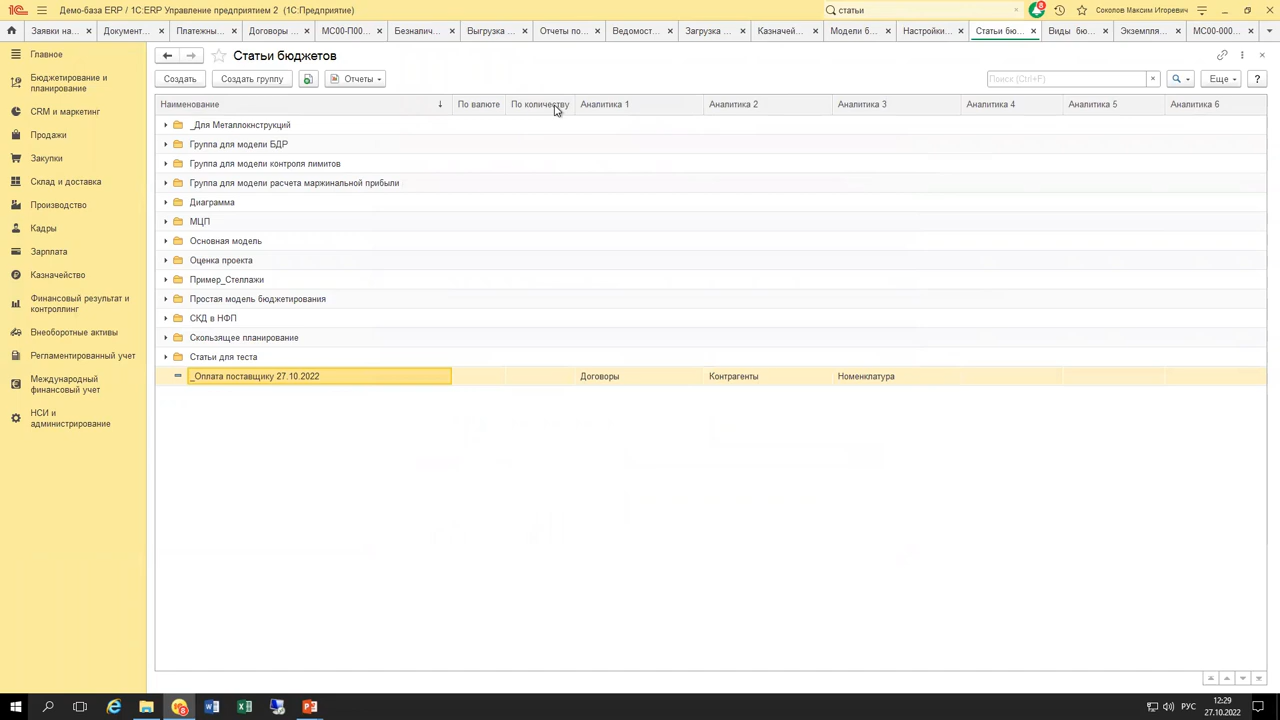 Демо-база ERP / 1С:ERP Управление предприятием 2 (1С:Предприятие)
статьи
8
Соколов Максим Игоревич
Заявки на...
Документ...
Платежны...
Договоры ...
МС00-П00...
Безналич...
Выгрузка ...
Отчеты по...
Ведомост...
Загрузка ...
Казначей...
Модели б...
Настройки...
Статьи бю...
Виды бю...
Экземпля...
МС00-000...
Главное
Бюджетирование и
планирование
CRM и маркетинг
Продажи
Закупки
Склад и доставка
Производство
Кадры
Зарплата
Казначейство
Финансовый результат и
контроллинг
Внеоборотные активы
Регламентированный учет
Международный
финансовый учет
НСИ и
администрирование
Статьи бюджетов
Создать
Создать группу
Отчеты
Поиск (Ctrl+F)
Еще
?
Наименование
По валюте
По количеству
Аналитика 1
Аналитика 2
Аналитика 3
Аналитика 4
Аналитика 5
Аналитика 6
_Для Металлокнструкций
Группа для модели БДР
Группа для модели контроля лимитов
Группа для модели расчета маржинальной прибыли
Диаграмма
МЦП
Основная модель
Оценка проекта
Пример_Стеллажи
Простая модель бюджетирования
СКД в НФП
Скользящее планирование
Статьи для теста
_Оплата поставщику 27.10.2022
Договоры
Контрагенты
Номенклатура
РУС
12:29
27.10.2022